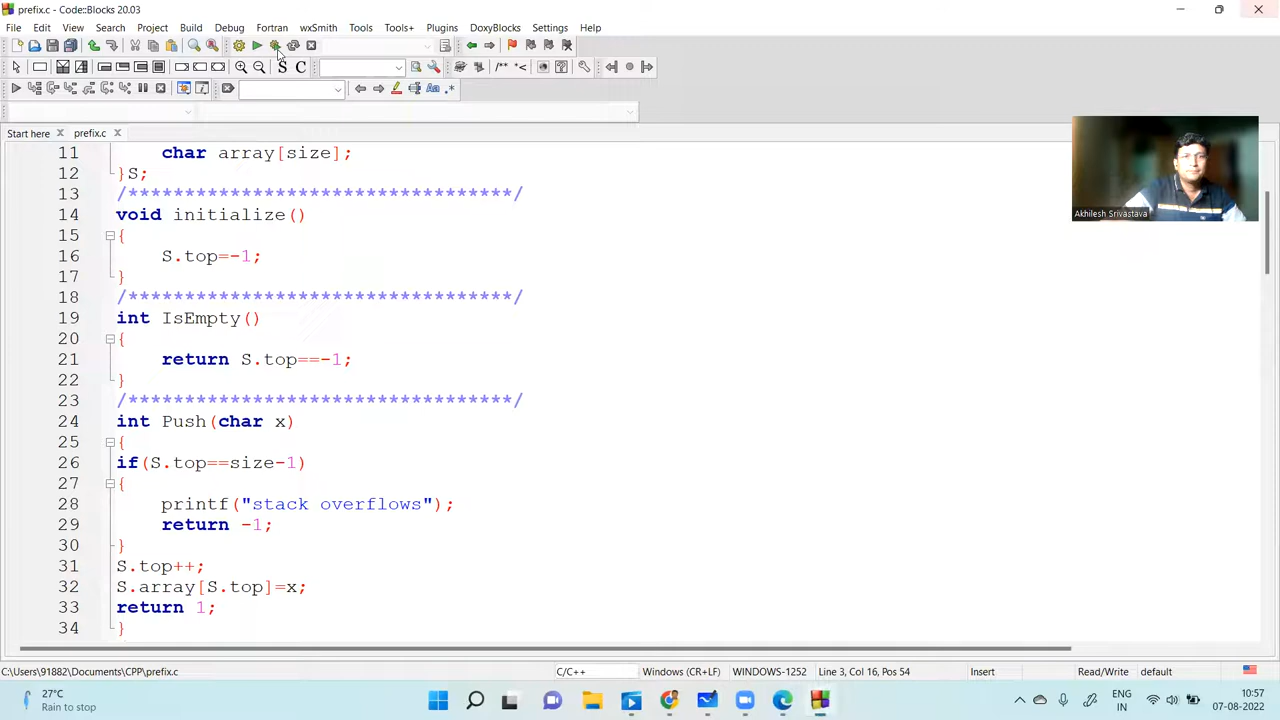 prefix.c - Code::Blocks 20.03
File Edit View Search Project Build Debug Fortran wxSmith Tools Tools+ Plugins DoxyBlocks Settings Help
S C /** *<
Aa .*
Start here prefix.c
11 char array[size];
12 }S;
13 /**********************************/
14 void initialize()
15 {
16 S.top=-1;
17 }
18 /**********************************/
19 int IsEmpty()
20 {
21 return S.top==-1;
22 }
23 /**********************************/
24 int Push(char x)
25 {
26 if(S.top==size-1)
27 {
28 printf("stack overflows");
29 return -1;
30 }
31 S.top++;
32 S.array[S.top]=x;
33 return 1;
34 }
Akhilesh Srivastava
C:\Users\91882\Documents\CPP\prefix.c C/C++ Windows (CR+LF) WINDOWS-1252 Line 3, Col 16, Pos 54 Insert Read/Write default
27°C
Rain to stop
ENG
IN
10:57
07-08-2022